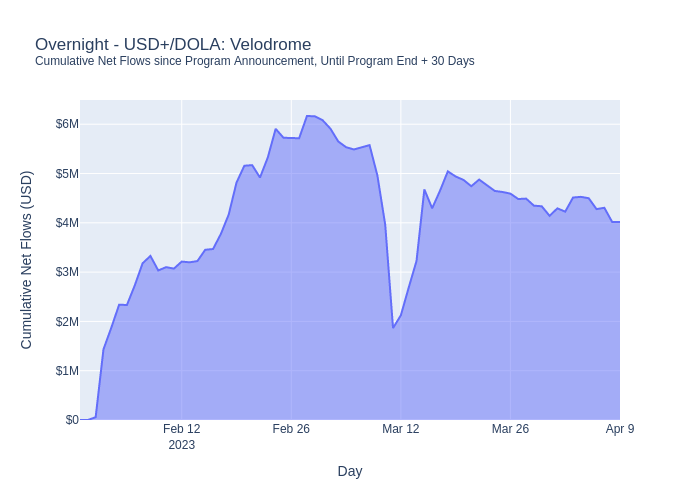 Overnight - USD+/DOLA: Velodrome
Cumulative Net Flows since Program Announcement, Until Program End + 30 Days
Cumulative Net Flows (USD)
$6M
$5M
$4M
$3M
$2M
$1M
$0
Feb 12
2023
Feb 26
Mar 12
Mar 26
Apr 9
Day